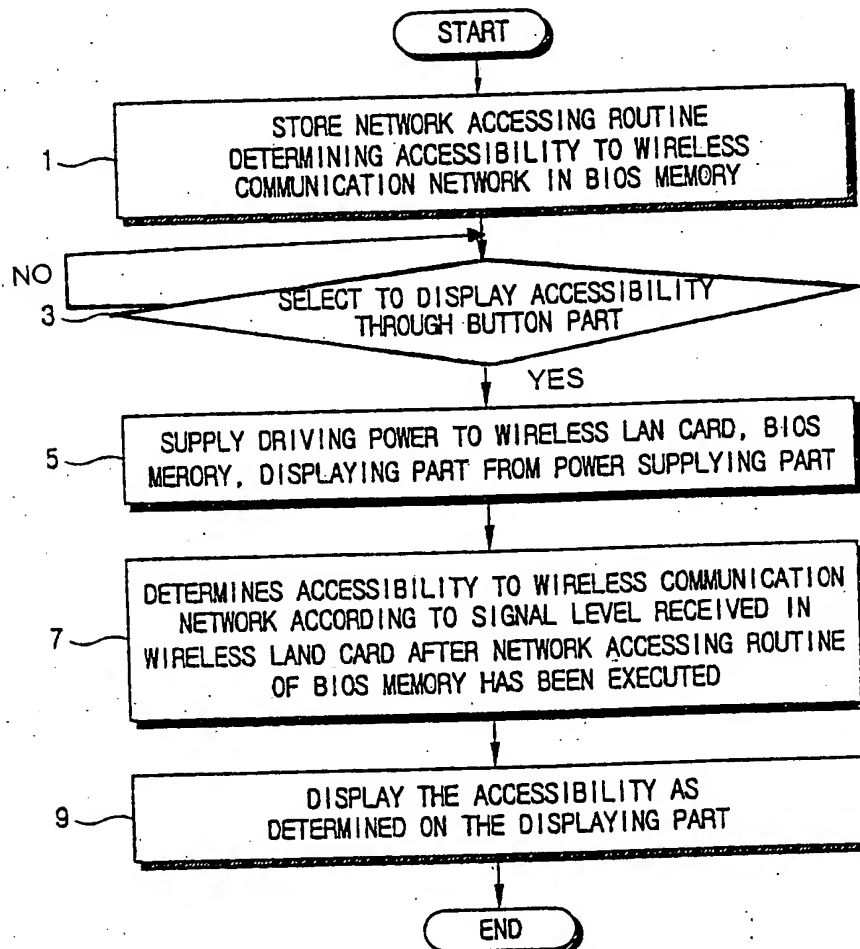 START
STORE NETWORK ACCESSING ROUTINE
1 DETERMINING ACCESSIBILITY TO WIRELESS
COMMUNICATION NETWORK IN BIOS MEMORY
NO
3 SELECT TO DISPLAY ACCESSIBILITY
THROUGH BUTTON PART
YES
5 SUPPLY DRIVING POWER TO WIRELESS LAN CARD, BIOS
MERORY, DISPLAYING PART FROM POWER SUPPLYING PART
DETERMINES ACCESSIBILITY TO WIRELESS COMMUNICATION
NETWORK ACCORDING TO SIGNAL LEVEL RECEIVED IN
7 WIRELESS LAND CARD AFTER NETWORK ACCESSING ROUTINE
OF BIOS MEMORY HAS BEEN EXECUTED
9 DISPLAY THE ACCESSIBILITY AS
DETERMINED ON THE DISPLAYING PART
END